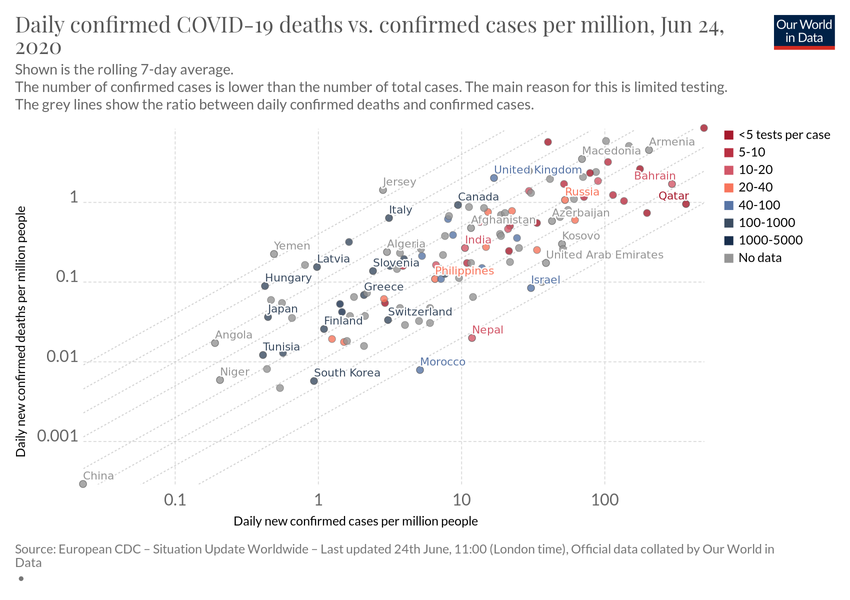 Daily confirmed COVID-19 deaths vs. confirmed cases per million, Jun 24,
2020
Our World
in Data
Shown is the rolling 7-day average.
The number of confirmed cases is lower than the number of total cases. The main reason for this is limited testing.
The grey lines show the ratio between daily confirmed deaths and confirmed cases.
<5 tests per case
5-10
10-20
20-40
40-100
100-1000
1000-5000
No data
Daily new confirmed deaths per million people
1
0.1
0.01
0.001
Armenia
Macedonia
United Kingdom
Bahrain
Jersey
Russia
Qatar
Canada
Italy
Azerbaijan
Afghanistan
Kosovo
Yemen
Algeria
India
Latvia
Slovenia
United Arab Emirates
Philippines
Hungary
Greece
Israel
Japan
Finland
Switzerland
Nepal
Angola
Tunisia
Morocco
Niger
South Korea
China
0.1
1
10
100
Daily new confirmed cases per million people
Source: European CDC – Situation Update Worldwide – Last updated 24th June, 11:00 (London time), Official data collated by Our World in
Data